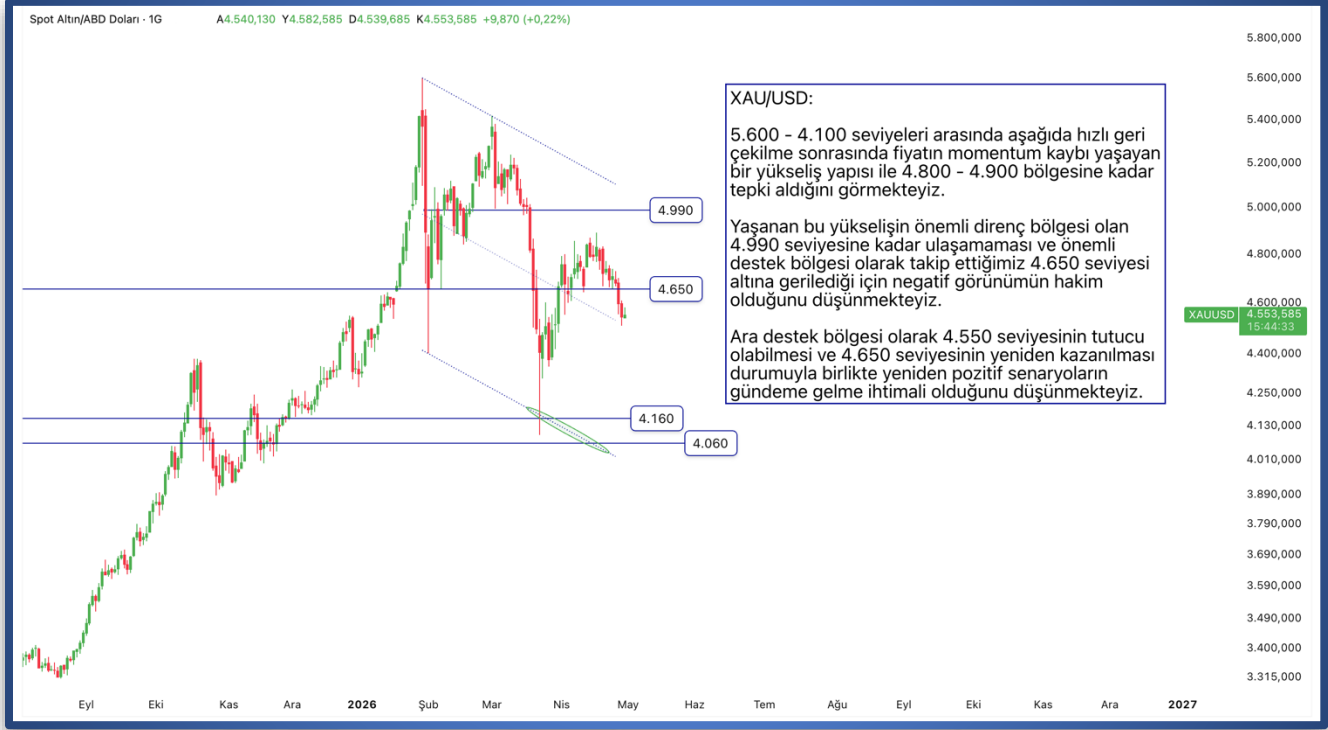 Spot Altın/ABD Doları · 1G A4.540,130 Y4.582,585 D4.539,685 K4.553,585 +9,870 (+0,22%)
5.800,000
5.600,000
5.400,000
5.200,000
5.000,000
4.800,000
4.600,000
XAUUSD 4.553,585
15:44:33
4.400,000
4.250,000
4.130,000
4.010,000
3.890,000
3.790,000
3.690,000
3.590,000
3.490,000
3.400,000
3.315,000
XAU/USD:
5.600 - 4.100 seviyeleri arasında aşağıda hızlı geri
çekilme sonrasında fiyatın momentum kaybı yaşayan
bir yükseliş yapısı ile 4.800 - 4.900 bölgesine kadar
tepki aldığını görmekteyiz.
Yaşanan bu yükselişin önemli direnç bölgesi olan
4.990 seviyesine kadar ulaşamaması ve önemli
destek bölgesi olarak takip ettiğimiz 4.650 seviyesi
altına gerilediği için negatif görünümün hakim
olduğunu düşünmekteyiz.
Ara destek bölgesi olarak 4.550 seviyesinin tutucu
olabilmesi ve 4.650 seviyesinin yeniden kazanılması
durumuyla birlikte yeniden pozitif senaryoların
gündeme gelme ihtimali olduğunu düşünmekteyiz.
4.990
4.650
4.160
4.060
Eyl Eki Kas Ara 2026 Şub Mar Nis May Haz Tem Ağu Eyl Eki Kas Ara 2027